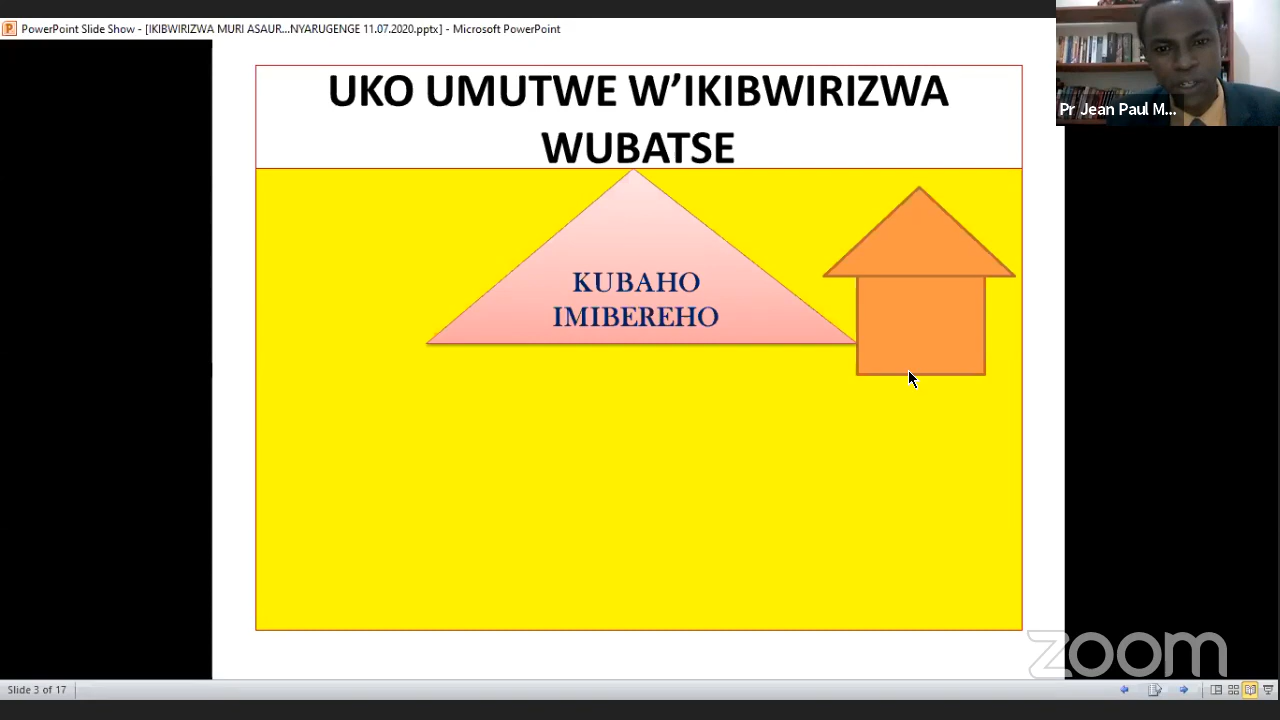 PowerPoint Slide Show - [IKIBWIRIZWA MURI ASAUR...NYARUGENGE 11.07.2020.pptx] - Microsoft PowerPoint
Pr Jean Paul M...
UKO UMUTWE W’IKIBWIRIZWA
WUBATSE
KUBAHO
IMIBEREHO
zoom
Slide 3 of 17